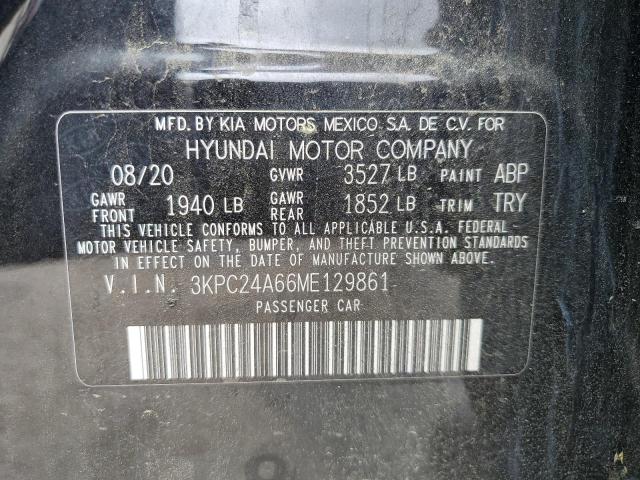 MFD. BY KIA MOTORS MEXICO S.A. DE C.V. FOR
HYUNDAI MOTOR COMPANY
08/20 GVWR 3527 LB PAINT ABP
GAWR FRONT 1940 LB GAWR REAR 1852 LB TRIM TRY
THIS VEHICLE CONFORMS TO ALL APPLICABLE U.S.A. FEDERAL
MOTOR VEHICLE SAFETY, BUMPER, AND THEFT PREVENTION STANDARDS
IN EFFECT ON THE DATE OF MANUFACTURE SHOWN ABOVE.
V.I.N. 3KPC24A66ME129861
PASSENGER CAR